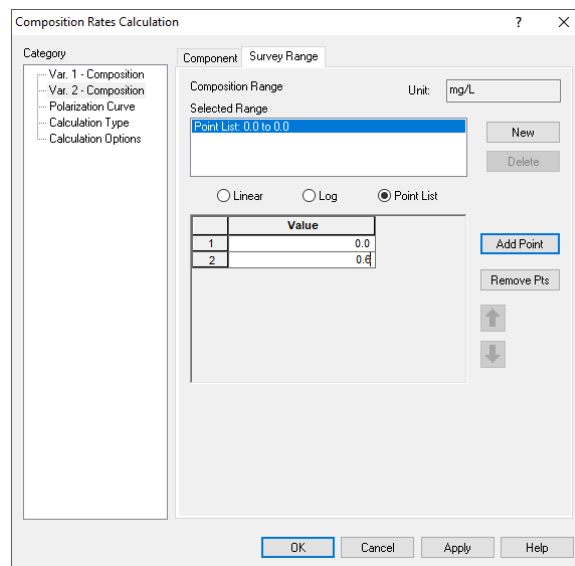 Composition Rates Calculation ? X
Category
Var. 1 - Composition
Var. 2 - Composition
Polarization Curve
Calculation Type
Calculation Options
Component Survey Range
Composition Range Unit: mg/L
Selected Range
Point List: 0.0 to 0.0
New
Delete
Linear Log Point List
Value
1 0.0
2 0.6
Add Point
Remove Pts
OK Cancel Apply Help